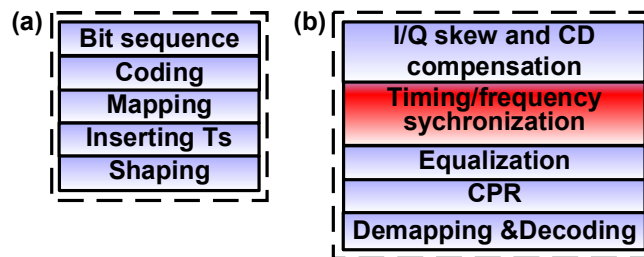 (a)
Bit sequence
Coding
Mapping
Inserting Ts
Shaping
(b)
I/Q skew and CD
compensation
Timing/frequency
sychronization
Equalization
CPR
Demapping &Decoding